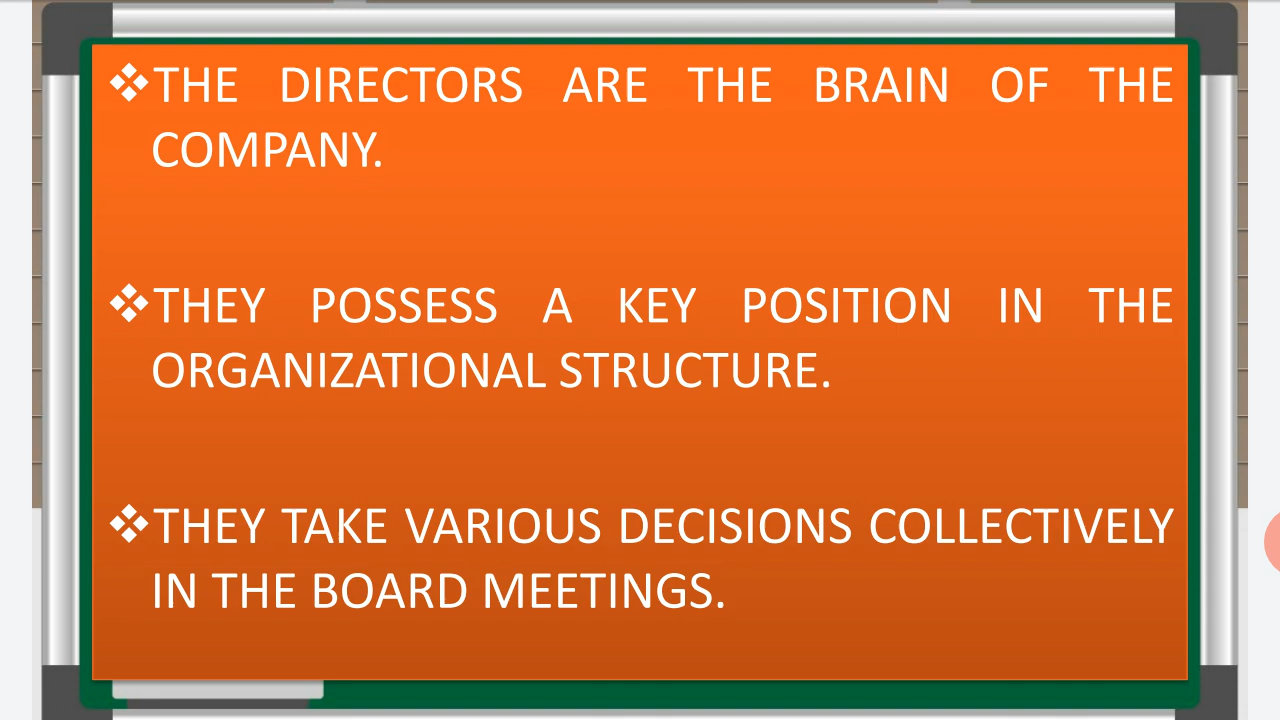 ❖THE DIRECTORS ARE THE BRAIN OF THE
COMPANY.
❖THEY POSSESS A KEY POSITION IN THE
ORGANIZATIONAL STRUCTURE.
❖THEY TAKE VARIOUS DECISIONS COLLECTIVELY
IN THE BOARD MEETINGS.